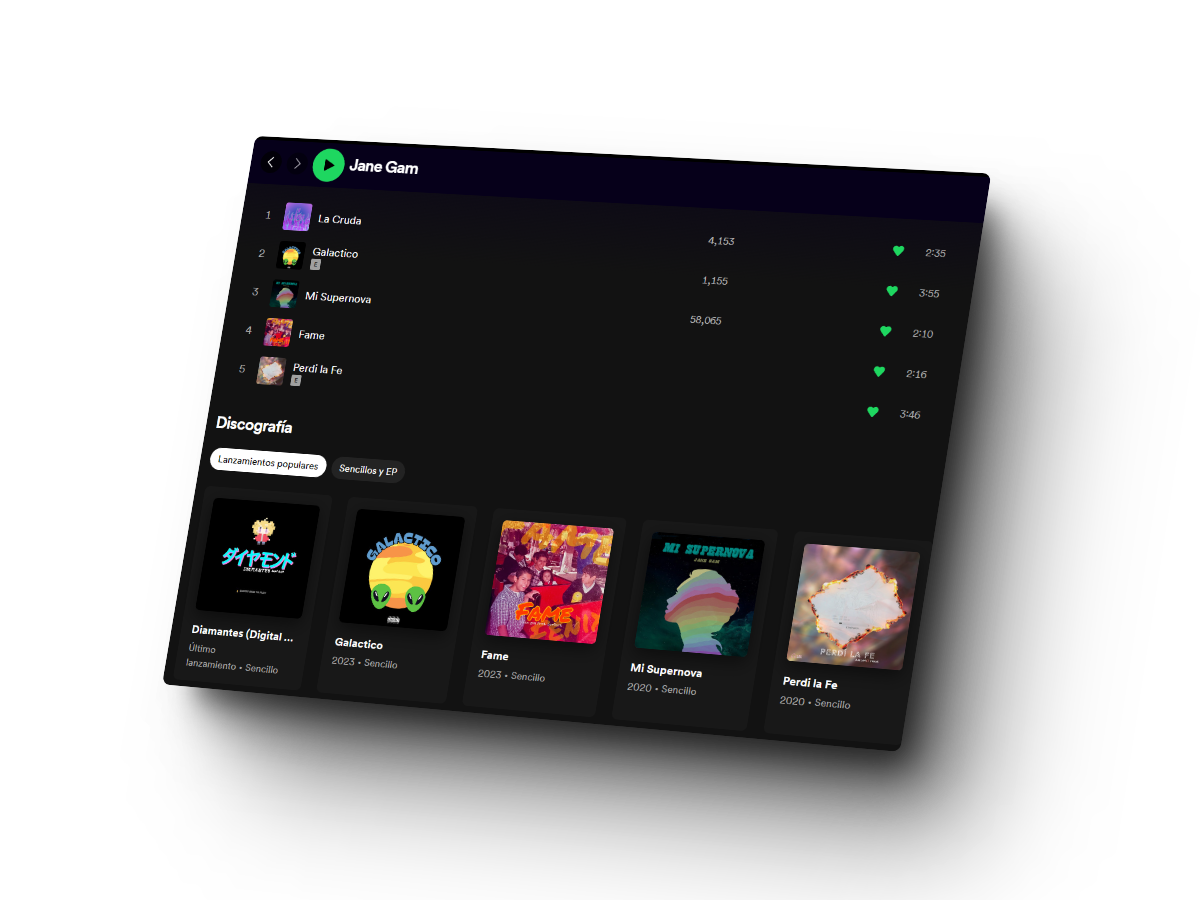 Jane Gam
1 La Cruda 4,153 2:35
2 Galactico 1,155 3:55
E
3 Mi Supernova 58,065 2:10
4 Fame 2:16
5 Perdí la Fe 3:46
E
Discografía
Lanzamientos populares Sencillos y EP
ダイヤモンド
DIAMANTES
GALACTICO
FAME
MI SUPERNOVA
JANE GAM
PERDÍ LA FE
Diamantes (Digital ...
Último
lanzamiento • Sencillo
Galactico
2023 • Sencillo
Fame
2023 • Sencillo
Mi Supernova
2020 • Sencillo
Perdí la Fe
2020 • Sencillo